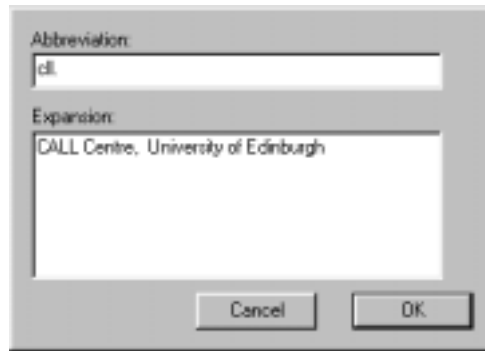 Abbreviation:
cll.
Expansion:
CALL Centre, University of Edinburgh
Cancel
OK